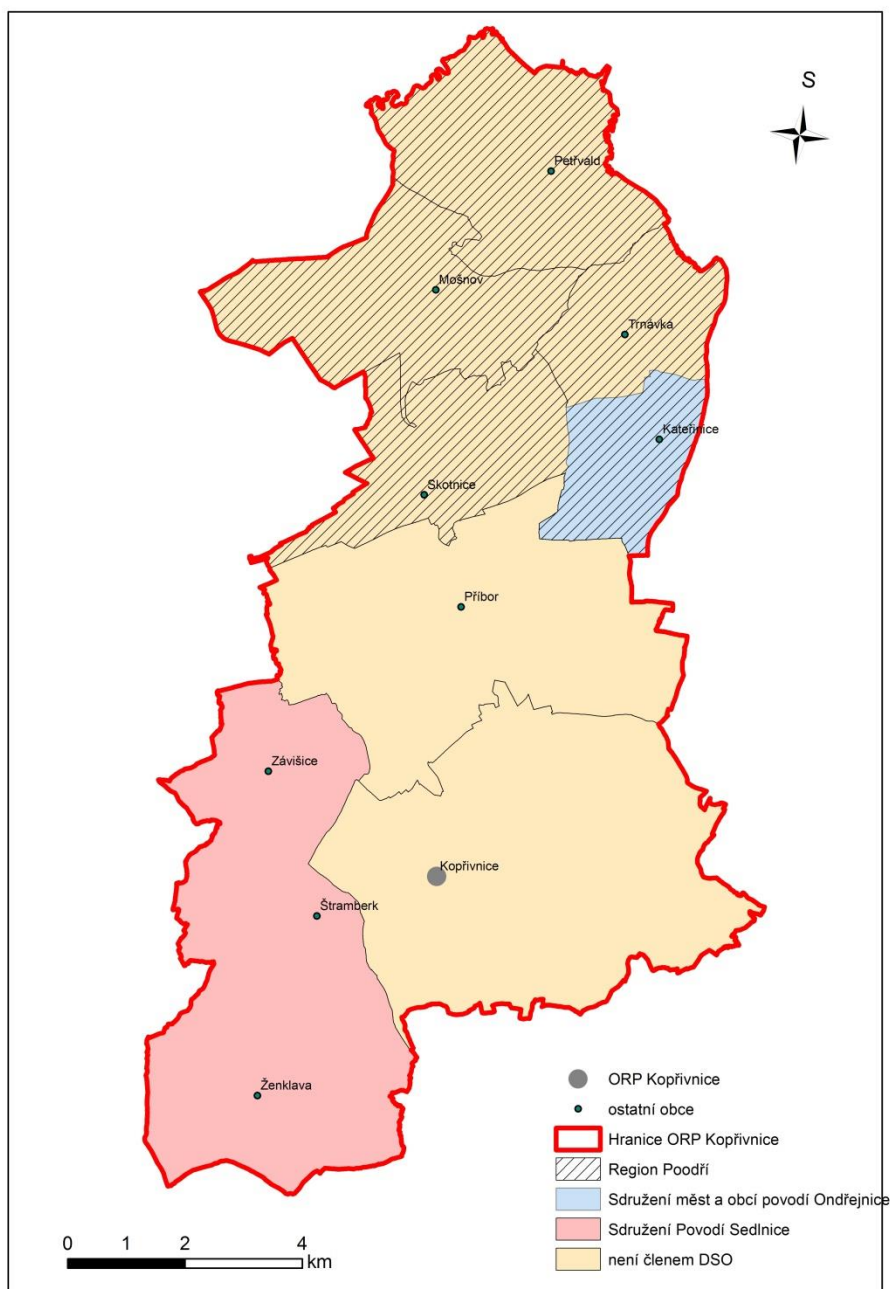 S
Petřvald
Mošnov
Trnávka
Kateřinice
Skotnice
Příbor
Závišice
Kopřivnice
Štramberk
Ženklava
ORP Kopřivnice
ostatní obce
Hranice ORP Kopřivnice
Region Poodří
Sdružení měst a obcí povodí Ondřejnice
Sdružení Povodí Sedlnice
není členem DSO
0 1 2 4
km